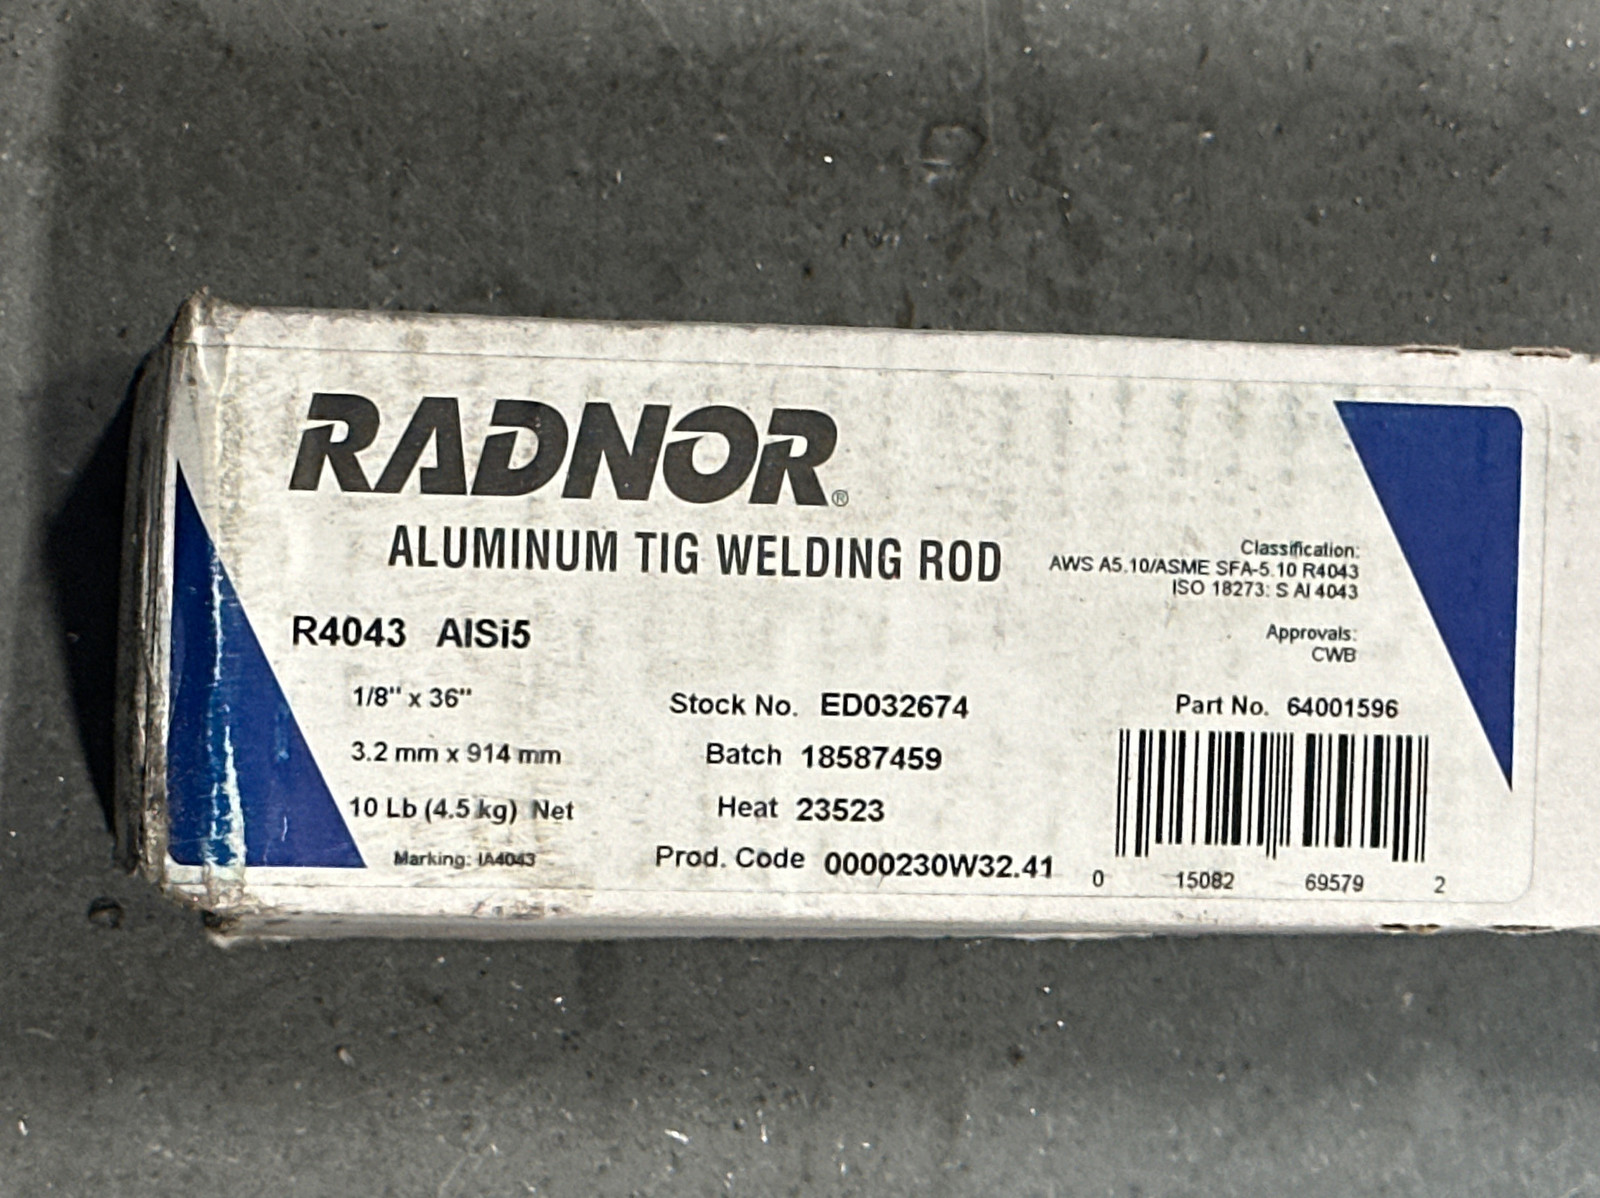 RADNOR®
ALUMINUM TIG WELDING ROD
Classification:
AWS A5.10/ASME SFA-5.10 R4043
ISO 18273: S Al 4043
R4043 AlSi5
Approvals:
CWB
1/8" x 36"
3.2 mm x 914 mm
10 Lb (4.5 kg) Net
Marking: IA4043
Stock No. ED032674
Batch 18587459
Heat 23523
Prod. Code 0000230W32.41
Part No. 64001596
0 15082 69579 2